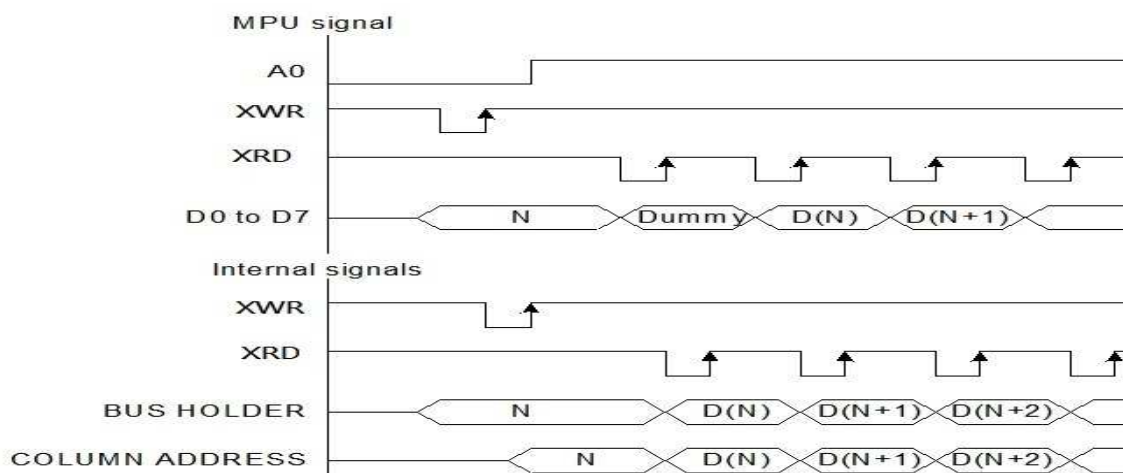 MPU signal
A0
XWR
XRD
D0 to D7 N Dummy D(N) D(N+1)
Internal signals
XWR
XRD
BUS HOLDER N D(N) D(N+1) D(N+2)
COLUMN ADDRESS N D(N) D(N+1) D(N+2)